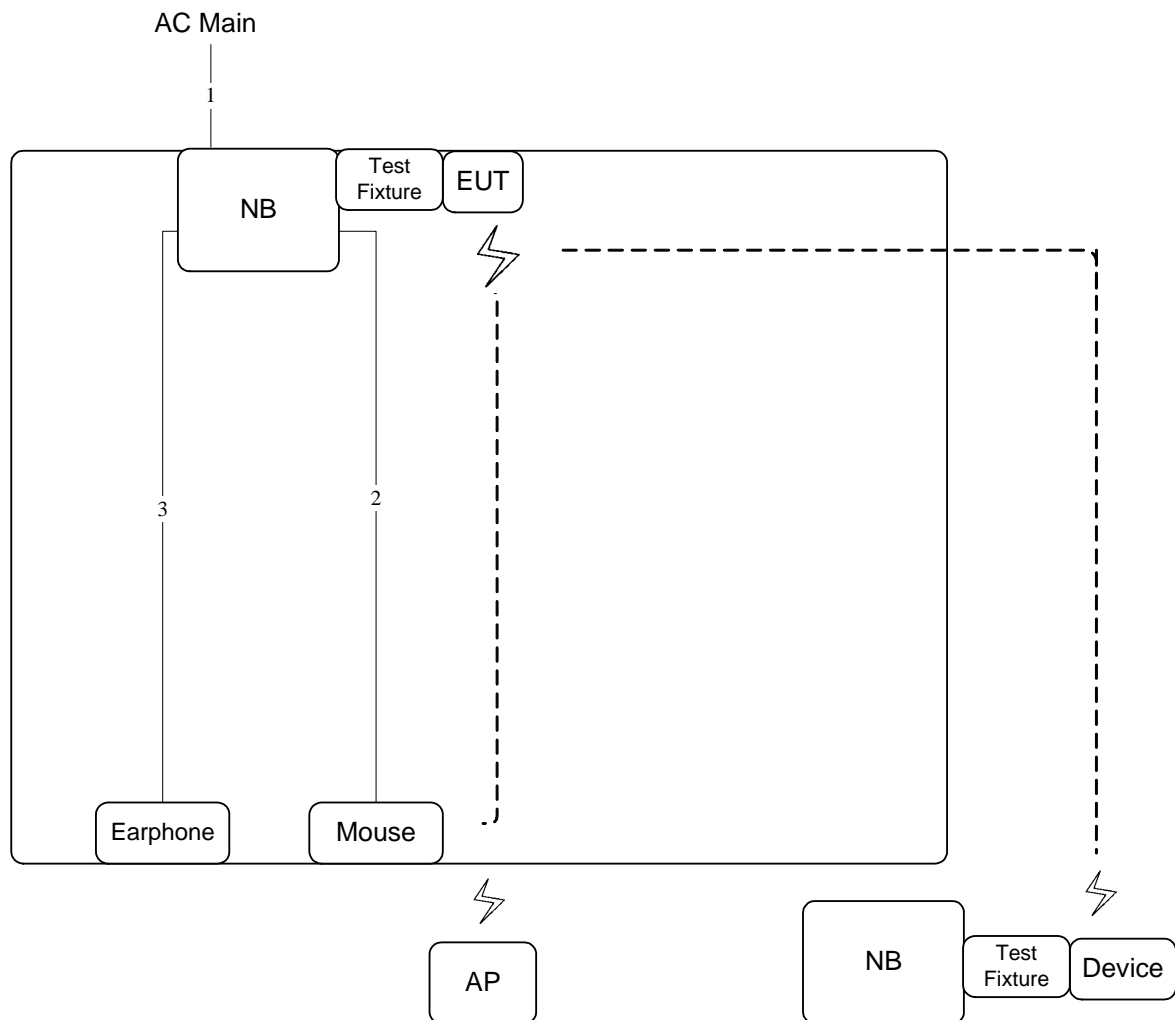 AC Main
1
NB
Test
Fixture
EUT
3
2
Earphone
Mouse
AP
NB
Test
Fixture
Device